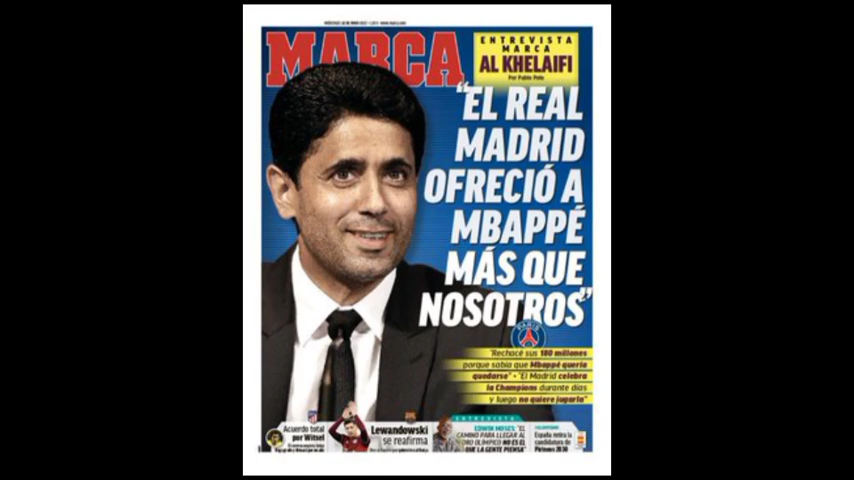 MARCA
ENTREVISTA
MARCA
AL KHELAIFI
Por Pablo Polo
"EL REAL
MADRID
OFRECIÓ A
MBAPPÉ
MÁS QUE
NOSOTROS"
PARIS
"Rechacé sus 180 millones
porque sabía que Mbappé quería
quedarse" • "El Madrid celebra
la Champions durante días
y luego no quiere jugarla"
Acuerdo total
por Witsel
Lewandowski
se reafirma
ENTREVISTA
EDWIN MOSES: "EL
CAMINO PARA LLEGAR AL
ORO OLÍMPICO NO ES EL
QUE LA GENTE PIENSA"
España retira la
candidatura de
Pirineos 2030